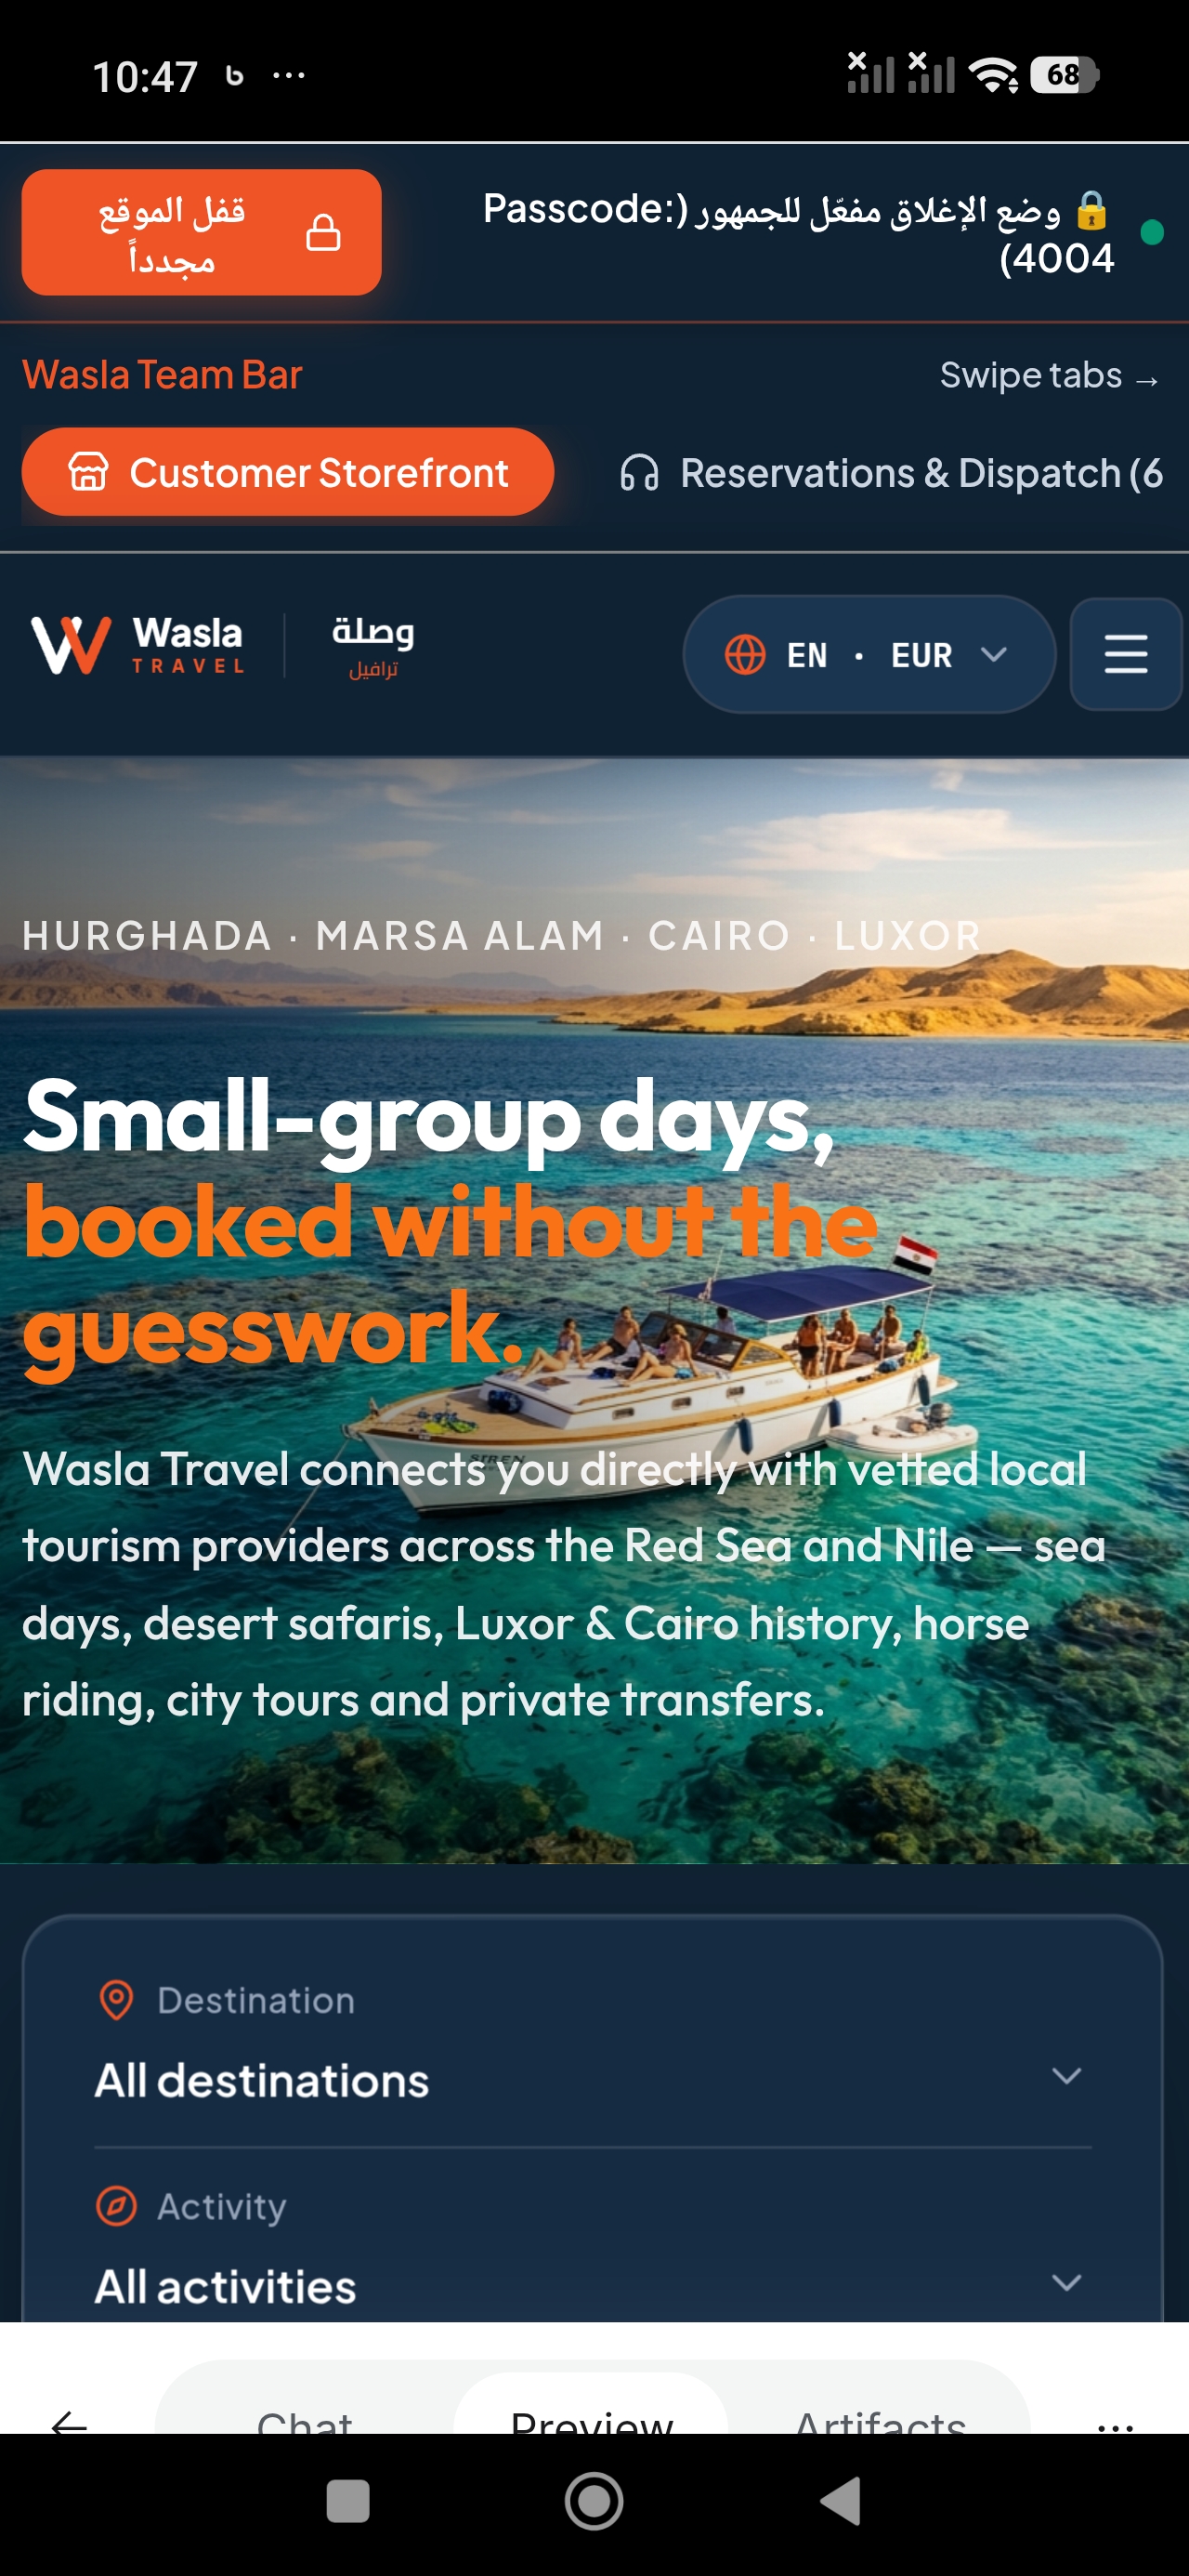 10:47
68
قفل الموقع
مجدداً
🔒 وضع الإغلاق مفعّل للجمهور (Passcode:
4004)
Wasla Team Bar
Swipe tabs →
Customer Storefront
Reservations & Dispatch (6
Wasla
TRAVEL
وصلة
ترافيل
EN · EUR
HURGHADA · MARSA ALAM · CAIRO · LUXOR
Small-group days,
booked without the
guesswork.
SIREN
Wasla Travel connects you directly with vetted local
tourism providers across the Red Sea and Nile — sea
days, desert safaris, Luxor & Cairo history, horse
riding, city tours and private transfers.
Destination
All destinations
Activity
All activities
Chat
Preview
Artifacts